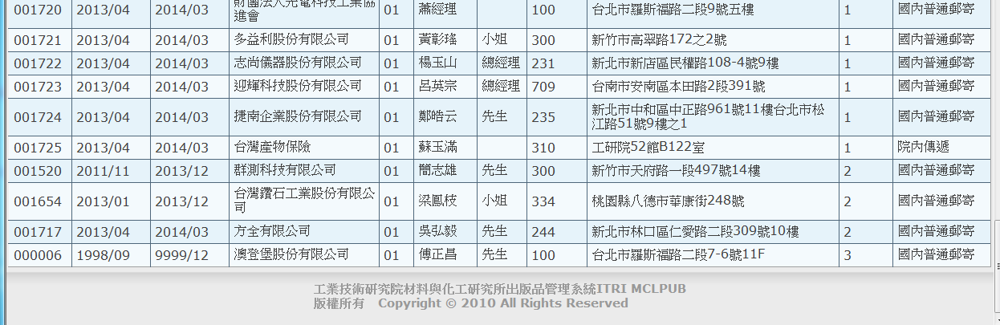 001720 2013/04 2014/03 財團法人光電科技工業協進會 01 蕭經理 100 台北市羅斯福路二段9號五樓 1 國內普通郵寄
001721 2013/04 2014/03 多益利股份有限公司 01 黃彰瑤 小姐 300 新竹市高翠路172之2號 1 國內普通郵寄
001722 2013/04 2014/03 志尚儀器股份有限公司 01 楊玉山 總經理 231 新北市新店區民權路108-4號9樓 1 國內普通郵寄
001723 2013/04 2014/03 迎輝科技股份有限公司 01 呂英宗 總經理 709 台南市安南區本田路2段391號 1 國內普通郵寄
001724 2013/04 2014/03 捷南企業股份有限公司 01 鄭皓云 先生 235 新北市中和區中正路961號11樓台北市松江路51號9樓之1 1 國內普通郵寄
001725 2013/04 2014/03 台灣產物保險 01 蘇玉滿 310 工研院52館B122室 1 院內傳遞
001520 2011/11 2013/12 群測科技有限公司 01 簡志雄 先生 300 新竹市天府路一段497號14樓 2 國內普通郵寄
001654 2013/01 2013/12 台灣鑽石工業股份有限公司 01 梁鳳枝 小姐 334 桃園縣八德市華康街248號 2 國內普通郵寄
001717 2013/04 2014/03 方全有限公司 01 吳弘毅 先生 244 新北市林口區仁愛路二段309號10樓 2 國內普通郵寄
000006 1998/09 9999/12 澳登堡股份有限公司 01 傅正昌 先生 100 台北市羅斯福路二段7-6號11F 3 國內普通郵寄
工業技術研究院材料與化工研究所出版品管理系統ITRI MCLPUB
版權所有 Copyright © 2010 All Rights Reserved